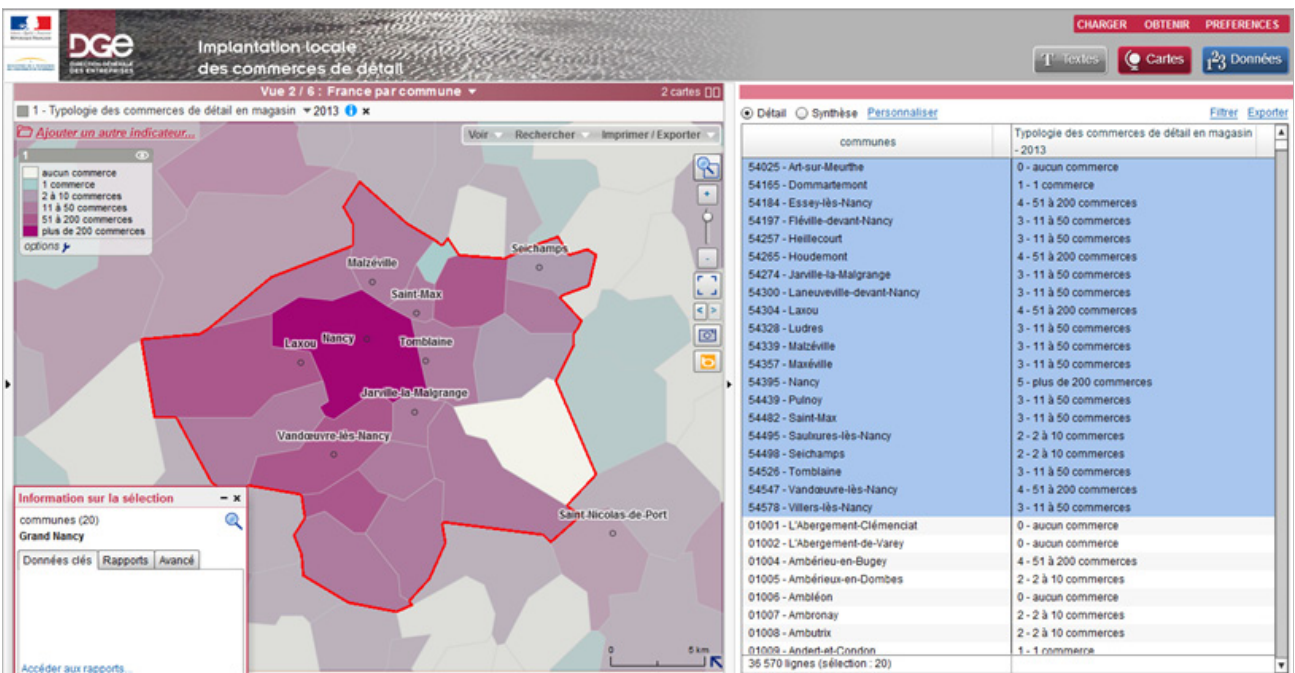 CHARGER OBTENIR PREFERENCES
DGE
DIRECTION GÉNÉRALE
DES ENTREPRISES
Implantation locale
des commerces de détail
T Textes
Cartes
123 Données
Vue 2 / 6 : France par commune
2 cartes
1 - Typologie des commerces de détail en magasin 2013
Ajouter un autre indicateur...
Voir Rechercher Imprimer / Exporter
1
aucun commerce
1 commerce
2 à 10 commerces
11 à 50 commerces
51 à 200 commerces
plus de 200 commerces
options
Seichamps
Malzéville
Saint-Max
Laxou
Nancy
Tomblaine
Jarville-la-Malgrange
Vandœuvre-lès-Nancy
Saint-Nicolas-de-Port
0 5 km
Information sur la sélection
communes (20)
Grand Nancy
Données clés Rapports Avancé
Accéder aux rapports...
Détail Synthèse Personnaliser Filtrer Exporter
communes
Typologie des commerces de détail en magasin
- 2013
54025 - Art-sur-Meurthe 0 - aucun commerce
54165 - Dommartemont 1 - 1 commerce
54184 - Essey-lès-Nancy 4 - 51 à 200 commerces
54197 - Fléville-devant-Nancy 3 - 11 à 50 commerces
54257 - Heillecourt 3 - 11 à 50 commerces
54265 - Houdemont 4 - 51 à 200 commerces
54274 - Jarville-la-Malgrange 3 - 11 à 50 commerces
54300 - Laneuveville-devant-Nancy 3 - 11 à 50 commerces
54304 - Laxou 4 - 51 à 200 commerces
54328 - Ludres 3 - 11 à 50 commerces
54339 - Malzéville 3 - 11 à 50 commerces
54357 - Maxéville 3 - 11 à 50 commerces
54395 - Nancy 5 - plus de 200 commerces
54439 - Pulnoy 3 - 11 à 50 commerces
54482 - Saint-Max 3 - 11 à 50 commerces
54495 - Saulxures-lès-Nancy 2 - 2 à 10 commerces
54498 - Seichamps 2 - 2 à 10 commerces
54526 - Tomblaine 3 - 11 à 50 commerces
54547 - Vandœuvre-lès-Nancy 4 - 51 à 200 commerces
54578 - Villers-lès-Nancy 3 - 11 à 50 commerces
01001 - L'Abergement-Clémenciat 0 - aucun commerce
01002 - L'Abergement-de-Varey 0 - aucun commerce
01004 - Ambérieu-en-Bugey 4 - 51 à 200 commerces
01005 - Ambérieux-en-Dombes 2 - 2 à 10 commerces
01006 - Ambléon 0 - aucun commerce
01007 - Ambronay 2 - 2 à 10 commerces
01008 - Ambutrix 2 - 2 à 10 commerces
01009 - Andert-et-Condon 1 - 1 commerce
36 570 lignes (sélection : 20)